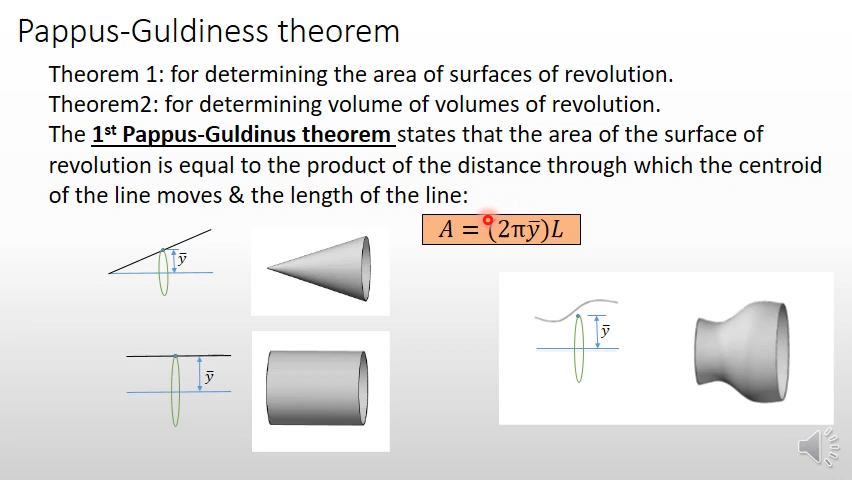 Pappus-Guldiness theorem
Theorem 1: for determining the area of surfaces of revolution.
Theorem2: for determining volume of volumes of revolution.
The 1st Pappus-Guldinus theorem states that the area of the surface of
revolution is equal to the product of the distance through which the centroid
of the line moves & the length of the line:
A = (2πȳ)L
ȳ
ȳ
ȳ